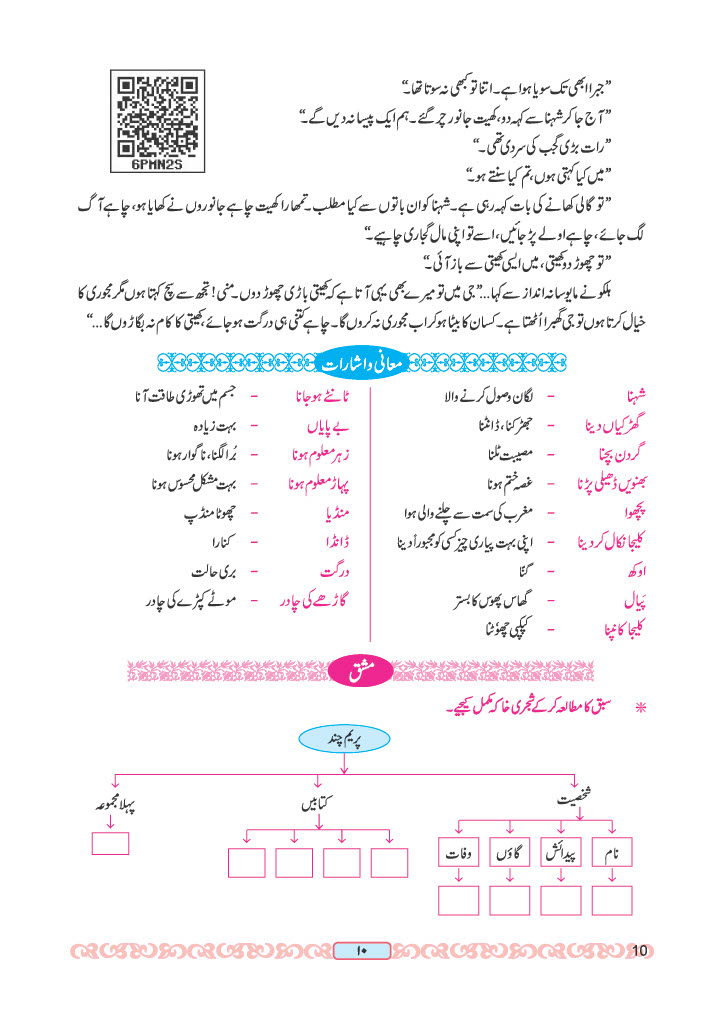 ”جبرا ابھی تک سویا ہوا ہے۔ اتنا تو کبھی نہ سوتا تھا۔“
”آج جا کر شہنا سے کہہ دو، کھیت جانور چر گئے۔ ہم ایک پیسا نہ دیں گے۔“
”رات بڑی گجب کی سردی تھی۔“
”میں کیا کہتی ہوں، تم کیا سنتے ہو۔“
6PMN2S
”تو گالی کھانے کی بات کہہ رہی ہے۔ شہنا کو ان باتوں سے کیا مطلب۔ تمھارا کھیت چاہے جانوروں نے کھایا ہو، چاہے آگ
لگ جائے، چاہے اولے پڑ جائیں، اسے تو اپنی مال گجاری چاہیے۔“
”تو چھوڑ دو کھیتی، میں ایسی کھیتی سے باز آئی۔“
ہلکو نے مایوسانہ انداز سے کہا...”جی میں تو میرے بھی یہی آتا ہے کہ کھیتی باڑی چھوڑ دوں۔ منی! تجھ سے سچ کہتا ہوں مگر مجوری کا
خیال کرتا ہوں تو جی گھبرا اُٹھتا ہے۔ کسان کا بیٹا ہو کر اب مجوری نہ کروں گا۔ چاہے کتنی ہی درگت ہو جائے، کھیتی کا کام نہ بگاڑوں گا...“
معانی و اشارات
شہنا - لگان وصول کرنے والا
گھڑکیاں دینا - جھڑکنا، ڈانٹنا
گردن بچنا - مصیبت ٹلنا
بھنویں ڈھیلی پڑنا - غصہ ختم ہونا
پچھوا - مغرب کی سمت سے چلنے والی ہوا
کلیجا نکال کر دینا - اپنی بہت پیاری چیز کسی کو مجبوراً دینا
اوکھ - گنّا
پَیال - گھاس پھوس کا بستر
کلیجا کانپنا - کپکپی چھوٗٹنا
ٹانٹے ہو جانا - جسم میں تھوڑی طاقت آنا
بے پایاں - بہت زیادہ
زہر معلوم ہونا - بُرا لگنا، ناگوار ہونا
پہاڑ معلوم ہونا - بہت مشکل محسوس ہونا
منڈیا - چھوٹا منڈپ
ڈانڈا - کنارا
درگت - بری حالت
گاڑھے کی چادر - موٹے کپڑے کی چادر
مشق
سبق کا مطالعہ کر کے شجری خاکہ مکمل کیجیے۔
پریم چند
شخصیت
کتابیں
پہلا مجموعہ
نام
پیدائش
گاؤں
وفات
۱۰
10